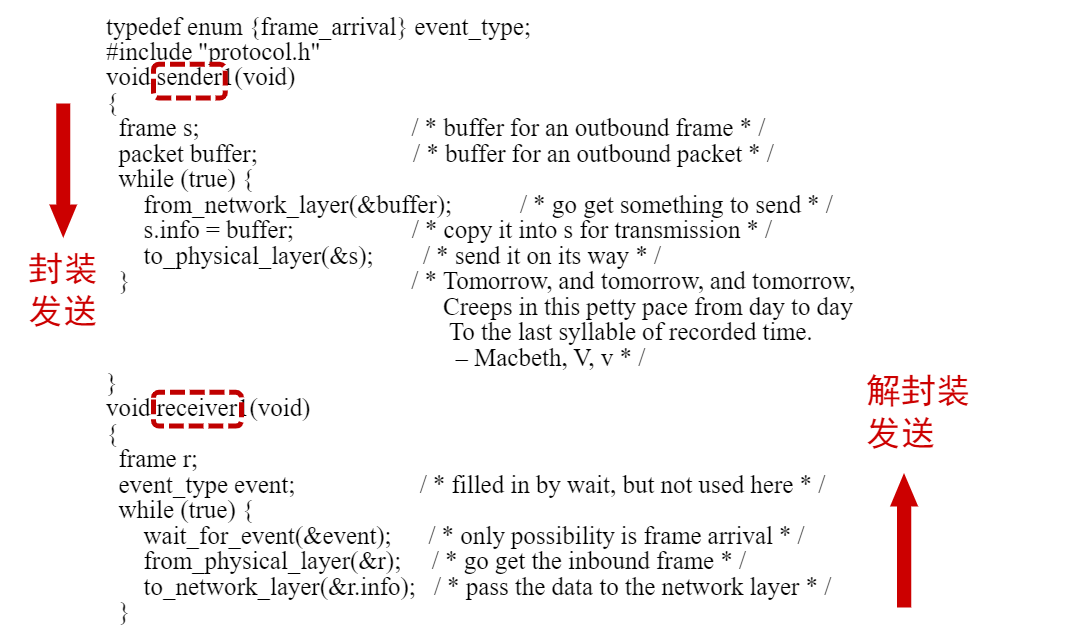 typedef enum {frame_arrival} event_type;
#include "protocol.h"
void sender1(void)
{
frame s; / * buffer for an outbound frame * /
packet buffer; / * buffer for an outbound packet * /
while (true) {
from_network_layer(&buffer); / * go get something to send * /
s.info = buffer; / * copy it into s for transmission * /
to_physical_layer(&s); / * send it on its way * /
} / * Tomorrow, and tomorrow, and tomorrow,
Creeps in this petty pace from day to day
To the last syllable of recorded time.
– Macbeth, V, v * /
}
封装
发送
void receiver1(void)
{
frame r;
event_type event; / * filled in by wait, but not used here * /
while (true) {
wait_for_event(&event); / * only possibility is frame arrival * /
from_physical_layer(&r); / * go get the inbound frame * /
to_network_layer(&r.info); / * pass the data to the network layer * /
}
解封装
发送